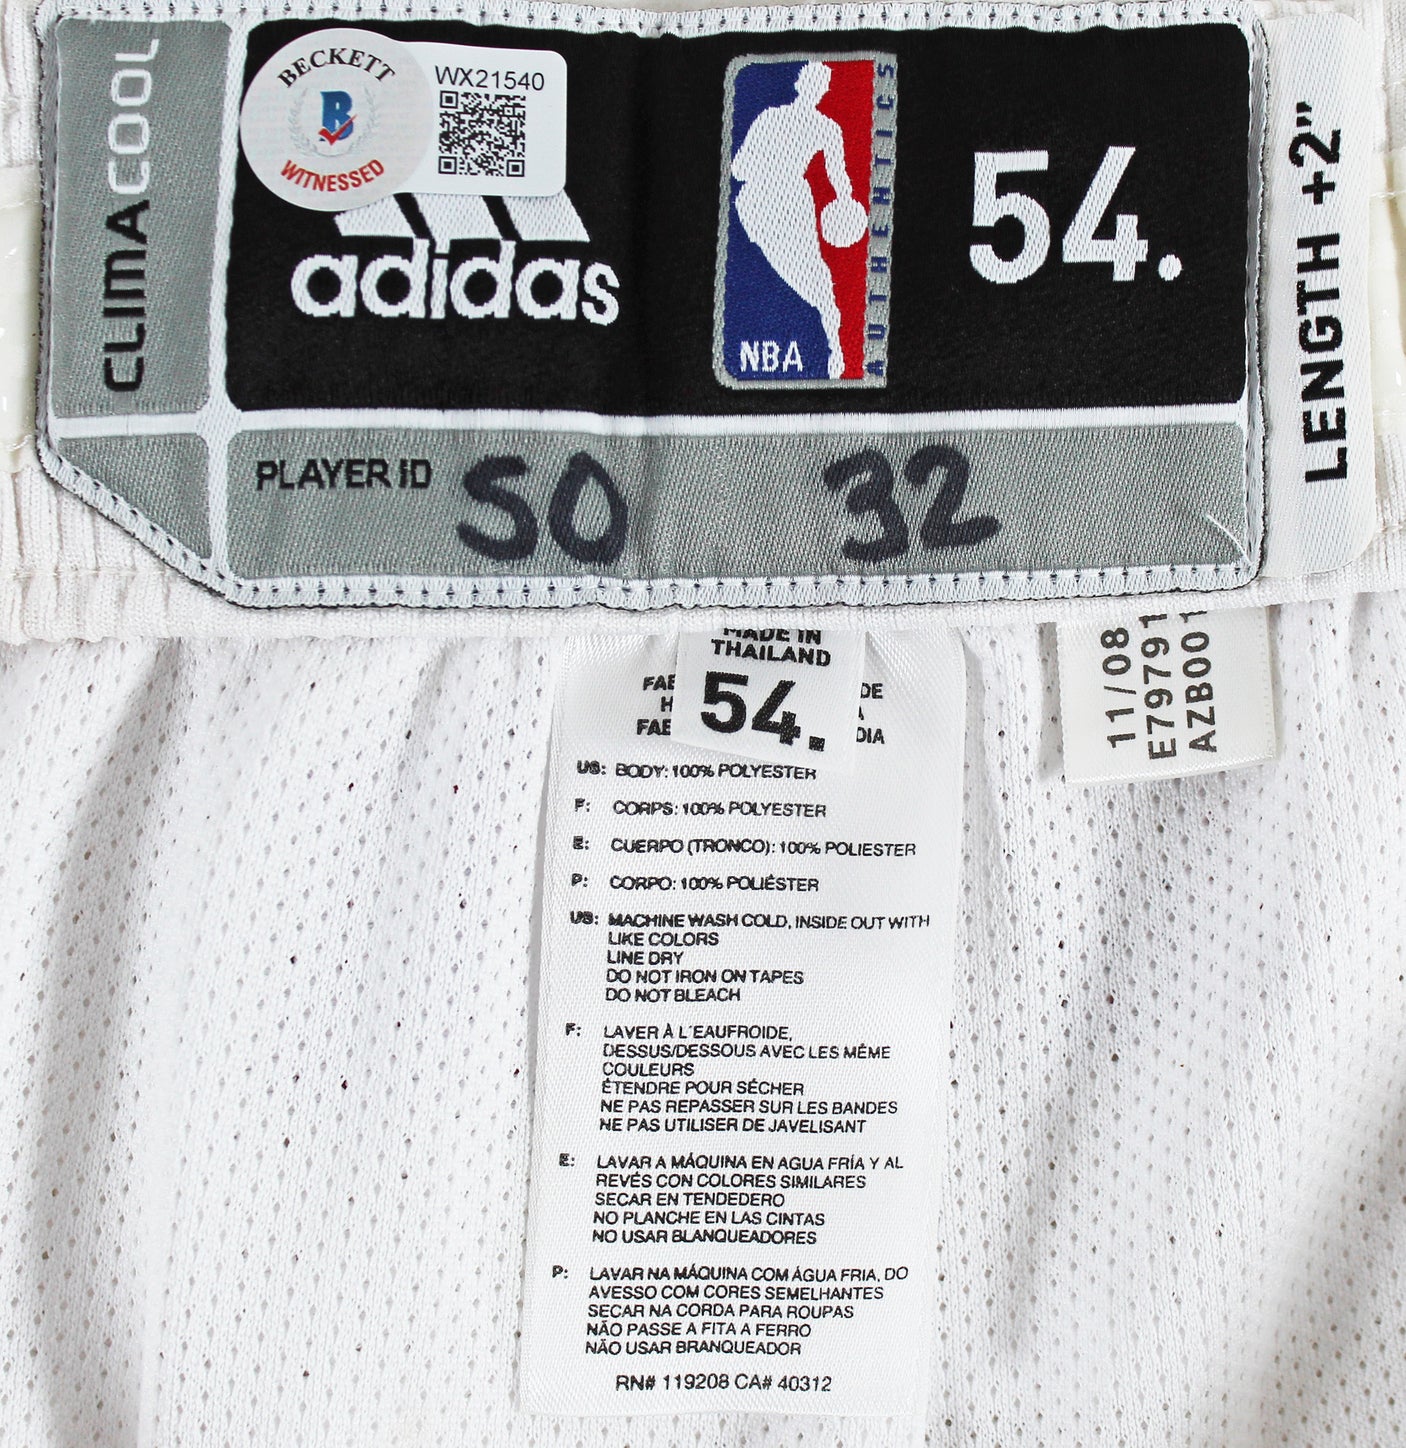 CLIMACOOL
BECKETT
B
WITNESSED
WX21540
adidas
NBA
AUTHENTICS
54.
LENGTH +2"
PLAYER ID SO 32
MADE IN
THAILAND
54.
11/08
E79791
AZB001
US: BODY: 100% POLYESTER
F: CORPS: 100% POLYESTER
E: CUERPO (TRONCO): 100% POLIESTER
P: CORPO: 100% POLIÉSTER
US: MACHINE WASH COLD, INSIDE OUT WITH
LIKE COLORS
LINE DRY
DO NOT IRON ON TAPES
DO NOT BLEACH
F: LAVER À L'EAUFROIDE,
DESSUS/DESSOUS AVEC LES MÊME
COULEURS
ÉTENDRE POUR SÉCHER
NE PAS REPASSER SUR LES BANDES
NE PAS UTILISER DE JAVELISANT
E: LAVAR A MÁQUINA EN AGUA FRÍA Y AL
REVÉS CON COLORES SIMILARES
SECAR EN TENDEDERO
NO PLANCHE EN LAS CINTAS
NO USAR BLANQUEADORES
P: LAVAR NA MÁQUINA COM ÁGUA FRIA, DO
AVESSO COM CORES SEMELHANTES
SECAR NA CORDA PARA ROUPAS
NÃO PASSE A FITA A FERRO
NÃO USAR BRANQUEADOR
RN# 119208 CA# 40312